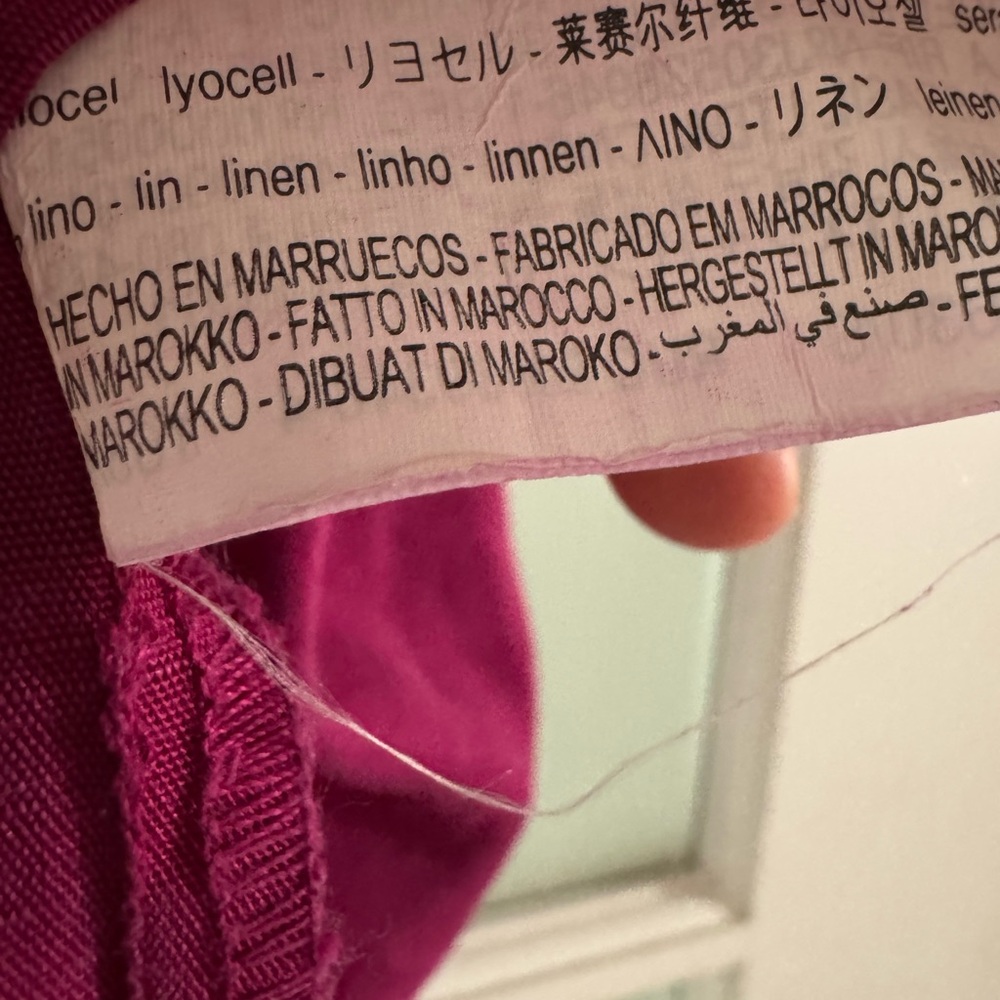 lyocell - リヨセル - 莱赛尔纤维 -
lino - lin - linen - linho - linnen - ΛΙΝΟ - リネン leinen
HECHO EN MARRUECOS - FABRICADO EM MARROCOS -
IN MAROKKO - FATTO IN MAROCCO - HERGESTELLT IN
MAROKKO - DIBUAT DI MAROKO - صنع في المغرب -